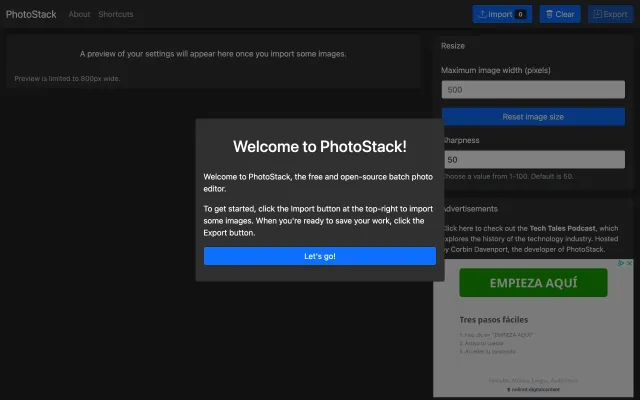 PhotoStack
About
Shortcuts
Import 0
Clear
Export
A preview of your settings will appear here once you import some images.
Preview is limited to 800px wide.
Resize
Maximum image width (pixels)
500
Reset image size
Sharpness
50
Choose a value from 1-100. Default is 50.
Welcome to PhotoStack!
Welcome to PhotoStack, the free and open-source batch photo
editor.
To get started, click the Import button at the top-right to import
some images. When you're ready to save your work, click the
Export button.
Let's go!
Advertisements
Click here to check out the Tech Tales Podcast, which
explores the history of the technology industry. Hosted
by Corbin Davenport, the developer of PhotoStack.
EMPIEZA AQUÍ
Tres pasos fáciles
1. Haz clic en "EMPIEZA AQUÍ"